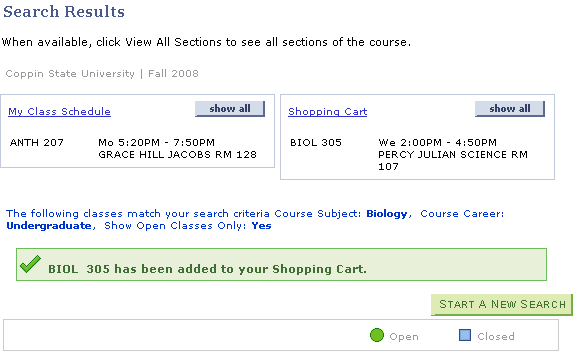 Search Results
When available, click View All Sections to see all sections of the course.
Coppin State University | Fall 2008
My Class Schedule
show all
ANTH 207
Mo 5:20PM - 7:50PM
GRACE HILL JACOBS RM 128
Shopping Cart
show all
BIOL 305
We 2:00PM - 4:50PM
PERCY JULIAN SCIENCE RM
107
The following classes match your search criteria Course Subject: Biology, Course Career:
Undergraduate, Show Open Classes Only: Yes
BIOL 305 has been added to your Shopping Cart.
START A NEW SEARCH
Open
Closed